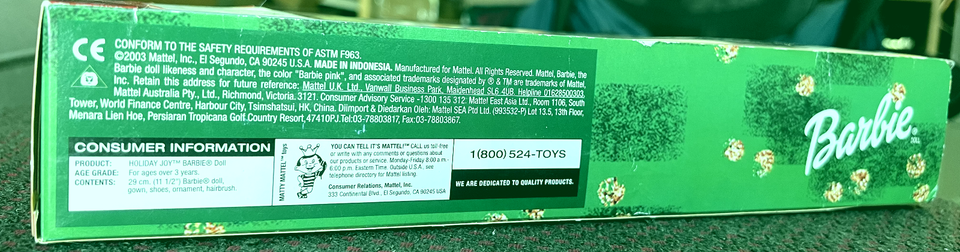 CE CONFORM TO THE SAFETY REQUIREMENTS OF ASTM F963.
©2003 Mattel, Inc., El Segundo, CA 90245 U.S.A. MADE IN INDONESIA. Manufactured for Mattel. All Rights Reserved. Mattel, Barbie, the
Barbie doll likeness and character, the color "Barbie pink", and associated trademarks designated by ® & TM are trademarks of Mattel,
Inc. Retain this address for future reference: Mattel U.K. Ltd., Vanwall Business Park, Maidenhead SL6 4UB. Helpline 01628500303.
Mattel Australia Pty., Ltd., Richmond, Victoria. 3121. Consumer Advisory Service -1300 135 312. Mattel East Asia Ltd., Room 1106, South
Tower, World Finance Centre, Harbour City, Tsimshatsui, HK, China. Diimport & Diedarkan Oleh: Mattel SEA Ptd Ltd. (993532-P) Lot 13.5, 13th Floor,
Menara Lien Hoe, Persiaran Tropicana Golf.Country Resort, 47410PJ.Tel:03-78803817, Fax:03-78803867.
CONSUMER INFORMATION
PRODUCT: HOLIDAY JOY™ BARBIE® Doll
AGE GRADE: For ages over 3 years.
CONTENTS: 29 cm. (11 1/2") Barbie® doll,
gown, shoes, ornament, hairbrush.
MATTY MATTEL™ toys
YOU CAN TELL IT'S MATTEL!™ CALL us toll-free
or write with any comments or questions about
our products or service. Monday-Friday 8:00 a.m.-
6:00 p.m. Eastern Time. Outside U.S.A., see
telephone directory for Mattel listing.
Consumer Relations, Mattel, Inc.
333 Continental Blvd., El Segundo, CA 90245 USA
1(800) 524-TOYS
WE ARE DEDICATED TO QUALITY PRODUCTS.
Barbie®
DOLL